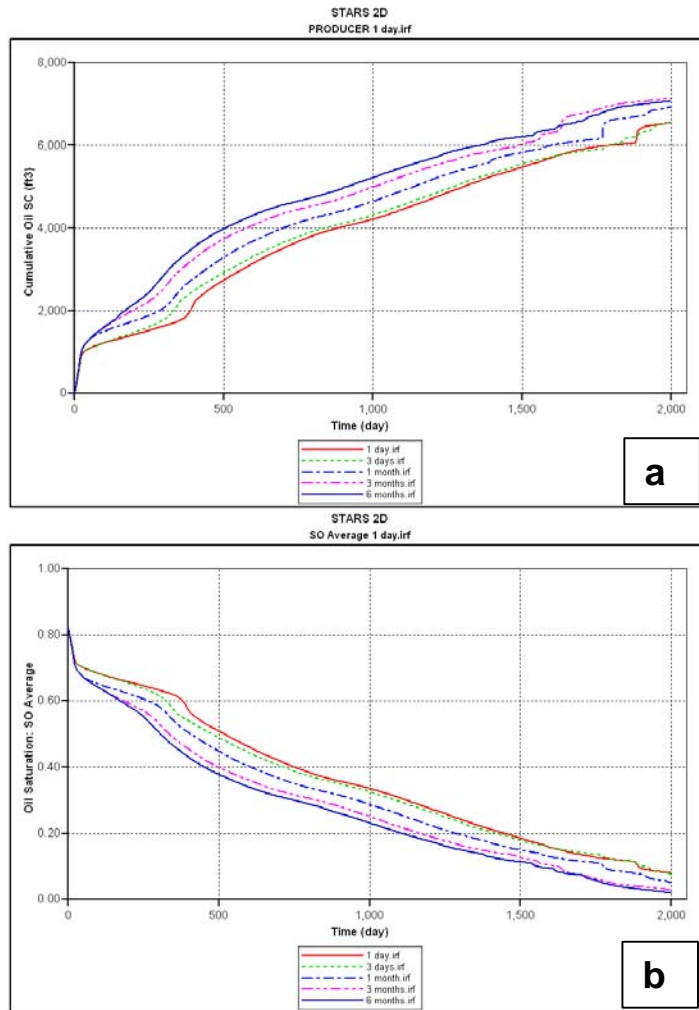 STARS 2D
PRODUCER 1 day.irf
8,000
6,000
4,000
2,000
0
Cumulative Oil SC (ft3)
0 500 1,000 1,500 2,000
Time (day)
1 day.irf
3 days.irf
1 month.irf
3 months.irf
6 months.irf
a
STARS 2D
SO Average 1 day.irf
1.00
0.80
0.60
0.40
0.20
0.00
Oil Saturation: SO Average
0 500 1,000 1,500 2,000
Time (day)
1 day.irf
3 days.irf
1 month.irf
3 months.irf
6 months.irf
b